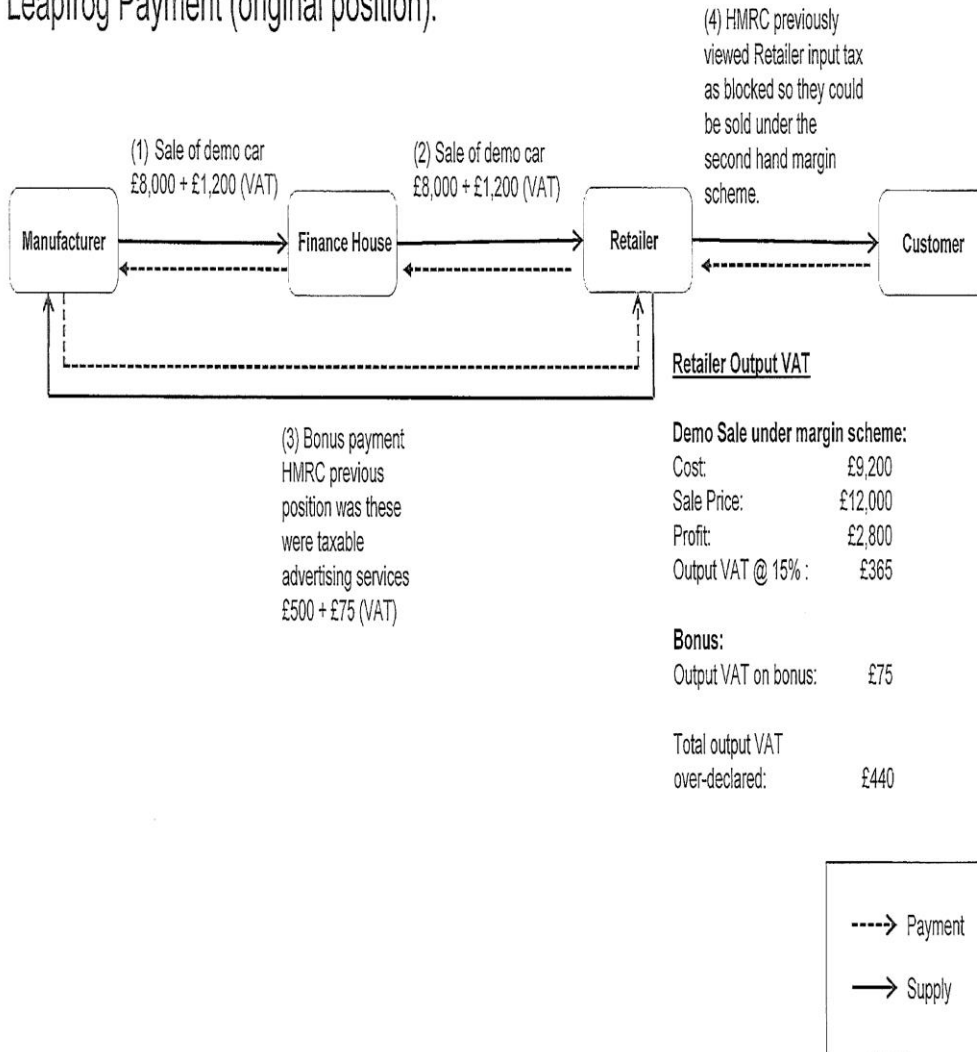 Leapfrog Payment (original position):
(4) HMRC previously
viewed Retailer input tax
as blocked so they could
be sold under the
second hand margin
scheme.
(1) Sale of demo car
£8,000 + £1,200 (VAT)
(2) Sale of demo car
£8,000 + £1,200 (VAT)
Manufacturer
Finance House
Retailer
Customer
(3) Bonus payment
HMRC previous
position was these
were taxable
advertising services
£500 + £75 (VAT)
Retailer Output VAT
Demo Sale under margin scheme:
Cost: £9,200
Sale Price: £12,000
Profit: £2,800
Output VAT @ 15% : £365
Bonus:
Output VAT on bonus: £75
Total output VAT
over-declared: £440
Payment
Supply